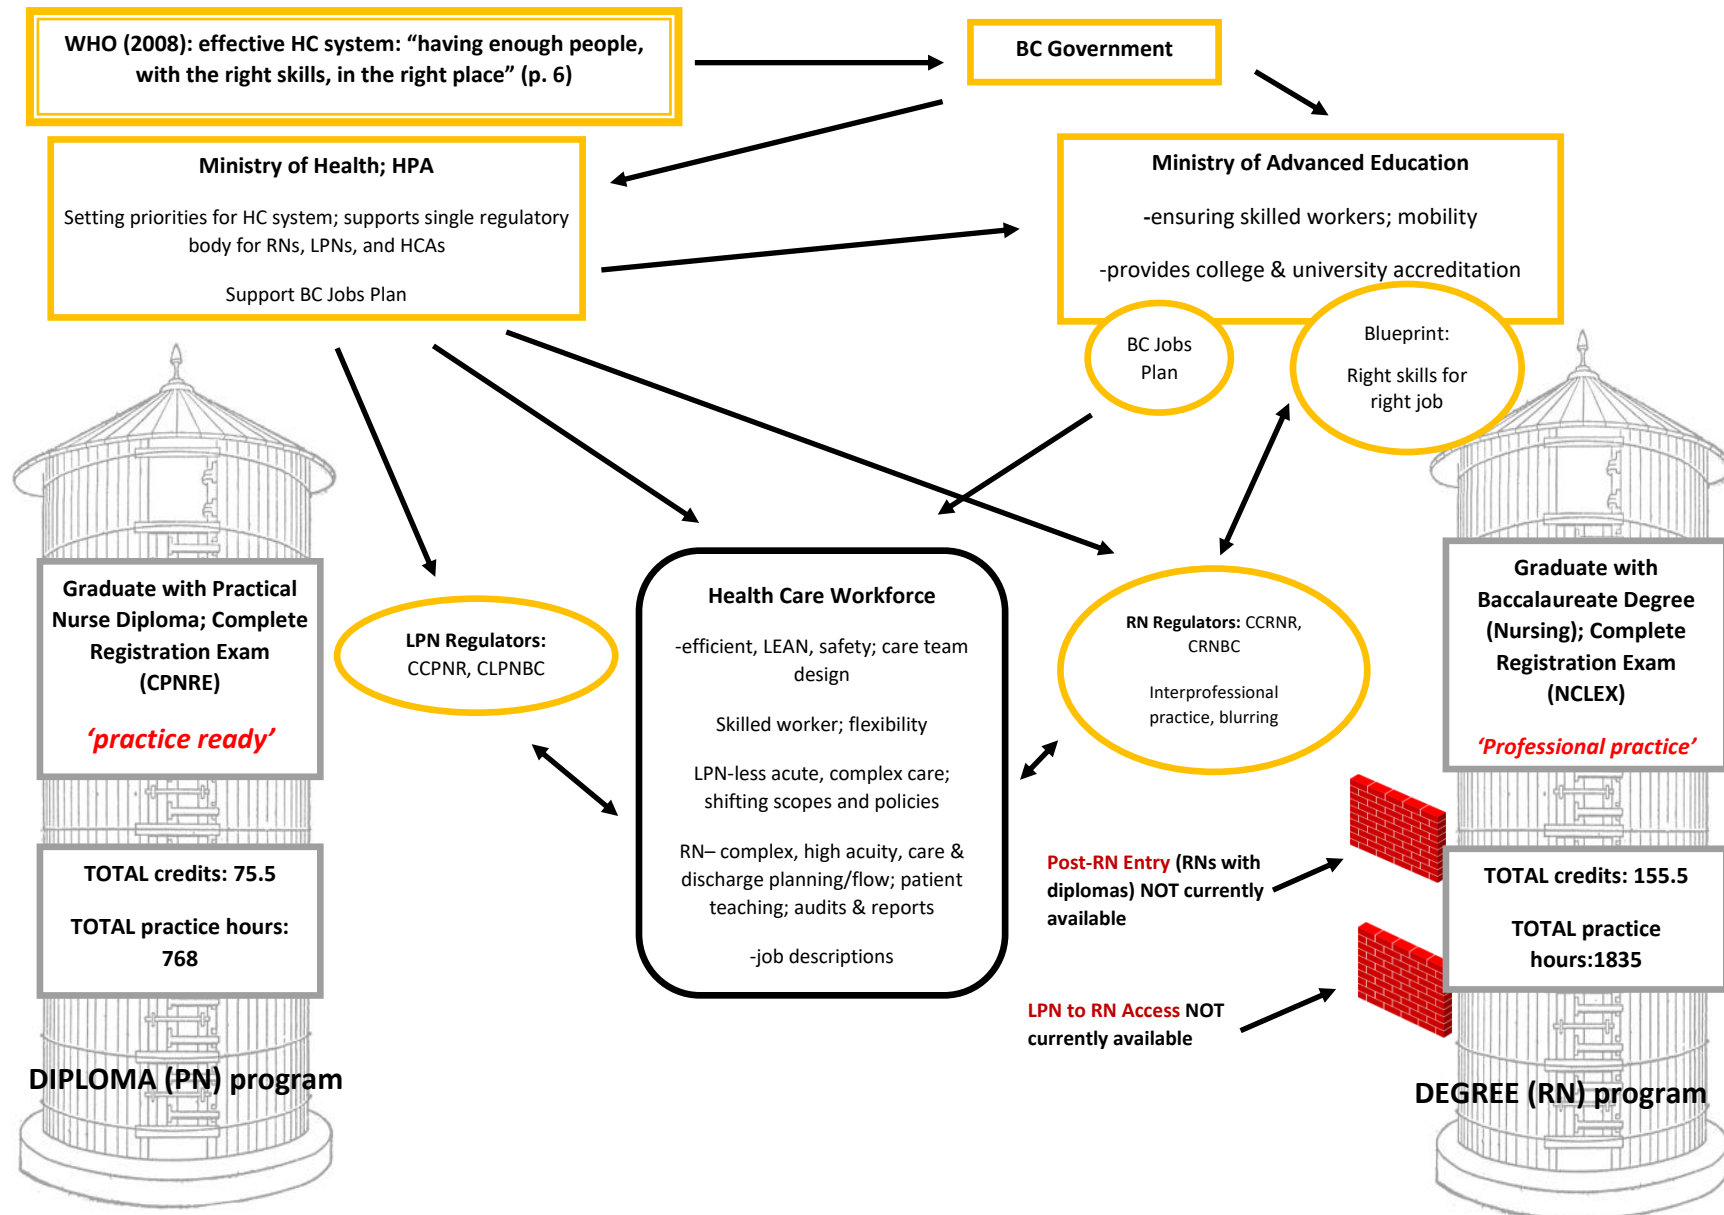 WHO (2008): effective HC system: “having enough people,
with the right skills, in the right place” (p. 6)
BC Government
Ministry of Health; HPA
Setting priorities for HC system; supports single regulatory
body for RNs, LPNs, and HCAs
Support BC Jobs Plan
Ministry of Advanced Education
-ensuring skilled workers; mobility
-provides college & university accreditation
BC Jobs
Plan
Blueprint:
Right skills for
right job
Graduate with Practical
Nurse Diploma; Complete
Registration Exam
(CPNRE)
‘practice ready’
TOTAL credits: 75.5
TOTAL practice hours:
768
DIPLOMA (PN) program
LPN Regulators:
CCPNR, CLPNBC
Health Care Workforce
-efficient, LEAN, safety; care team
design
Skilled worker; flexibility
LPN-less acute, complex care;
shifting scopes and policies
RN– complex, high acuity, care &
discharge planning/flow; patient
teaching; audits & reports
-job descriptions
RN Regulators: CCRNR,
CRNBC
Interprofessional
practice, blurring
Post-RN Entry (RNs with
diplomas) NOT currently
available
LPN to RN Access NOT
currently available
Graduate with
Baccalaureate Degree
(Nursing); Complete
Registration Exam
(NCLEX)
‘Professional practice’
TOTAL credits: 155.5
TOTAL practice
hours:1835
DEGREE (RN) program